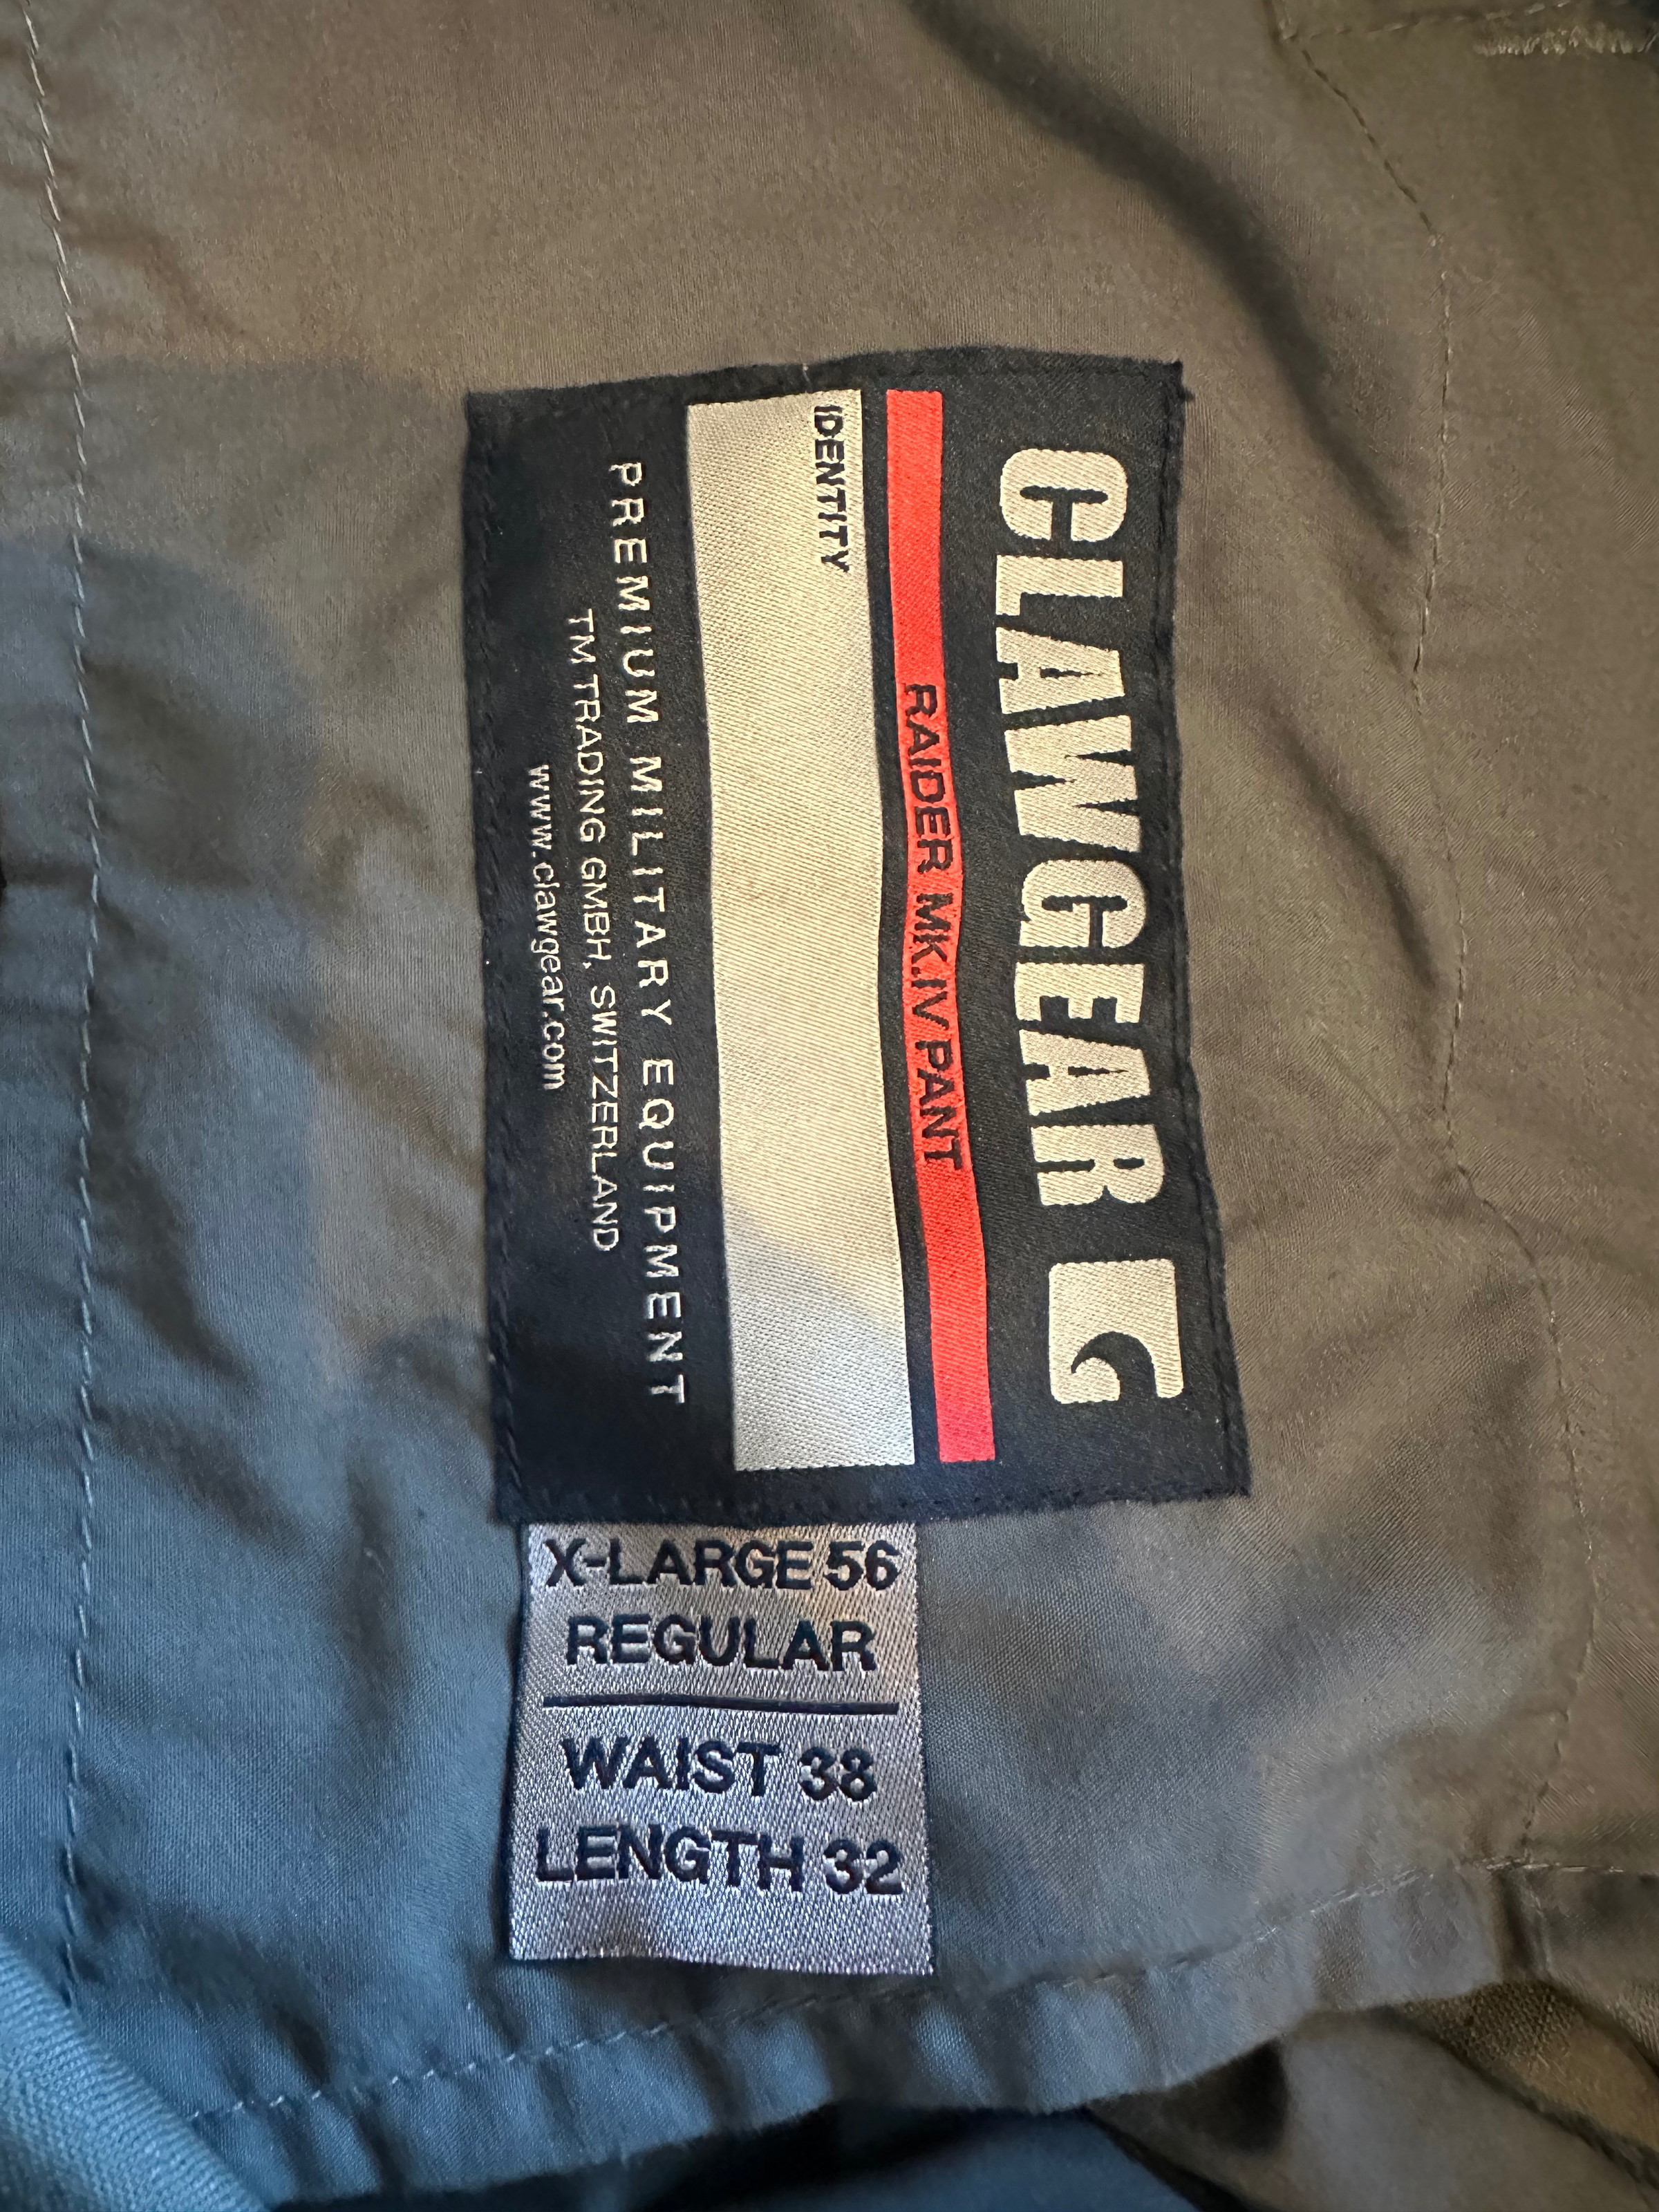 CLAWGEAR
RAIDER MK.IV PANT
IDENTITY
PREMIUM MILITARY EQUIPMENT
TM TRADING GMBH, SWITZERLAND
www.clawgear.com
X-LARGE 56
REGULAR
WAIST 38
LENGTH 32